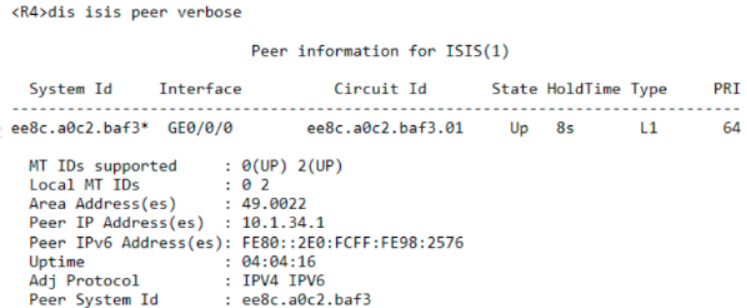 <R4>dis isis peer verbose
Peer information for ISIS(1)
System Id Interface Circuit Id State HoldTime Type PRI
--------------------------------------------------------------------------------
ee8c.a0c2.baf3* GE0/0/0 ee8c.a0c2.baf3.01 Up 8s L1 64
MT IDs supported : 0(UP) 2(UP)
Local MT IDs : 0 2
Area Address(es) : 49.0022
Peer IP Address(es) : 10.1.34.1
Peer IPv6 Address(es): FE80::2E0:FCFF:FE98:2576
Uptime : 04:04:16
Adj Protocol : IPV4 IPV6
Peer System Id : ee8c.a0c2.baf3